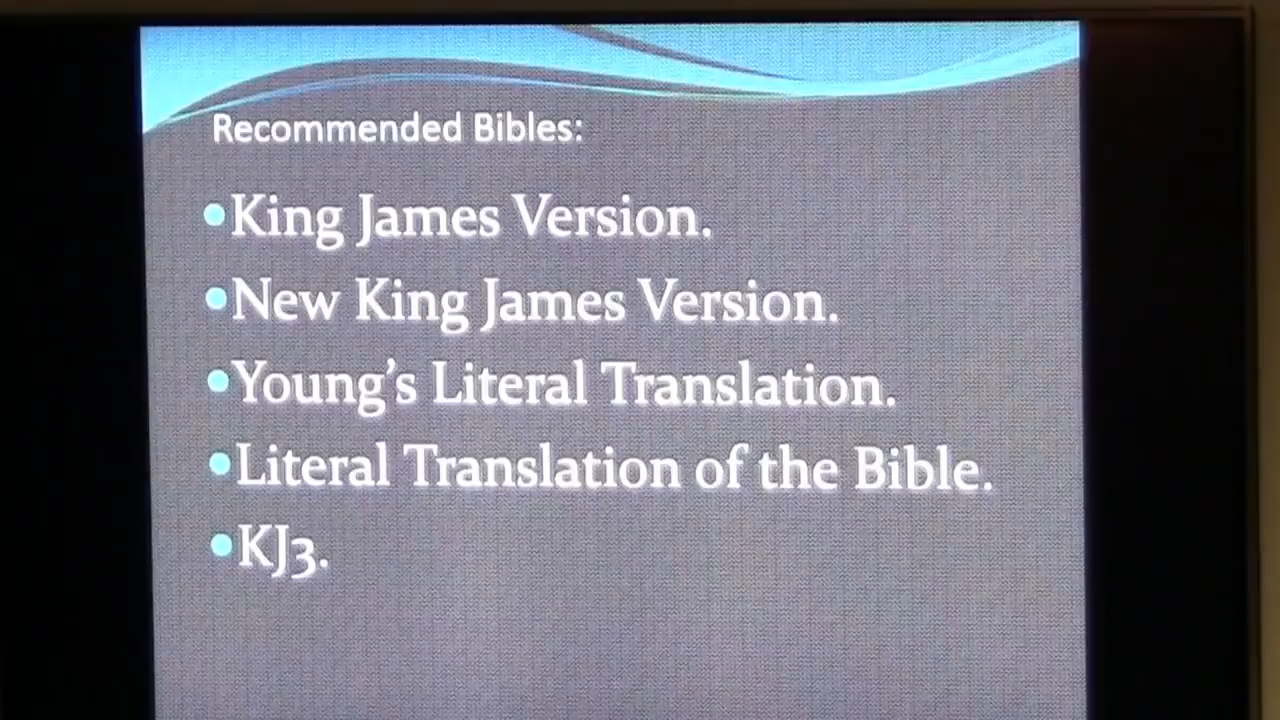 Recommended Bibles:
•King James Version.
•New King James Version.
•Young's Literal Translation.
•Literal Translation of the Bible.
•KJ3.